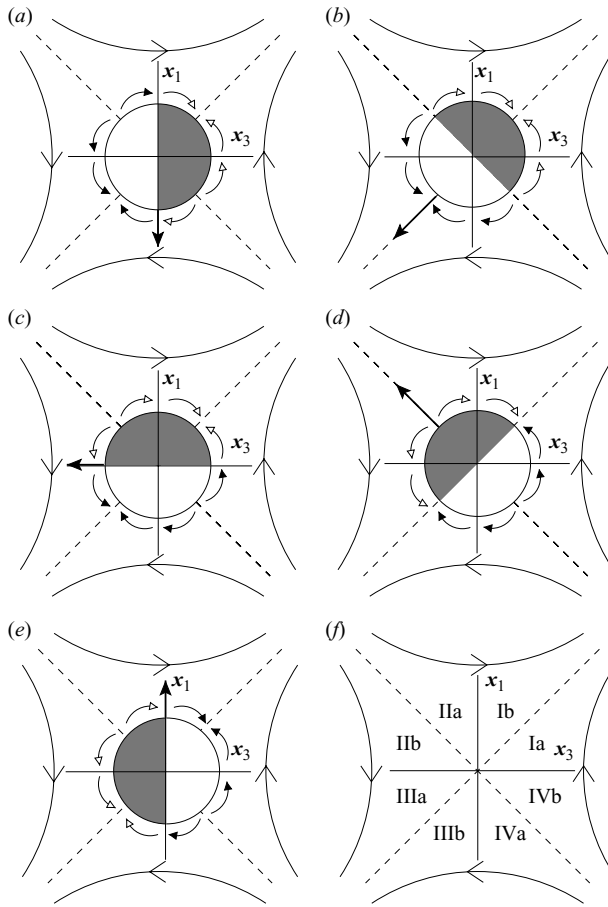 (a)
x1
x3
(b)
x1
x3
(c)
x1
x3
(d)
x1
x3
(e)
x1
x3
(f)
x1
IIa
Ib
IIb
Ia
x3
IIIa
IVb
IIIb
IVa